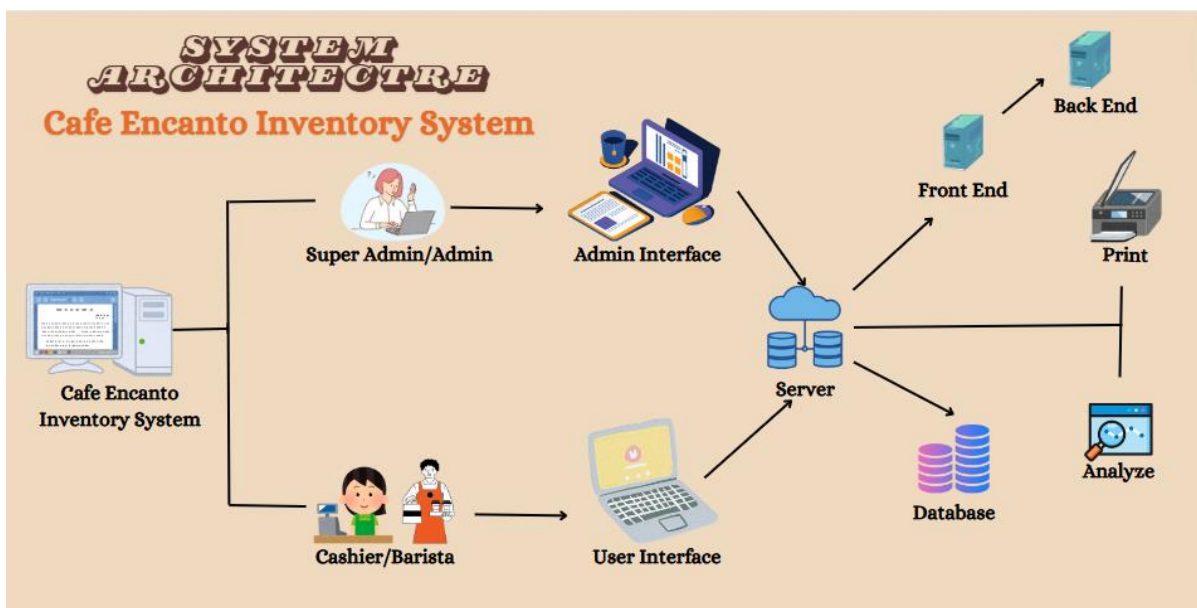 SYSTEM
ARCHITECTRE
Cafe Encanto Inventory System
Back End
Front End
Print
Super Admin/Admin
Admin Interface
Cafe Encanto
Inventory System
Server
Analyze
Database
Cashier/Barista
User Interface